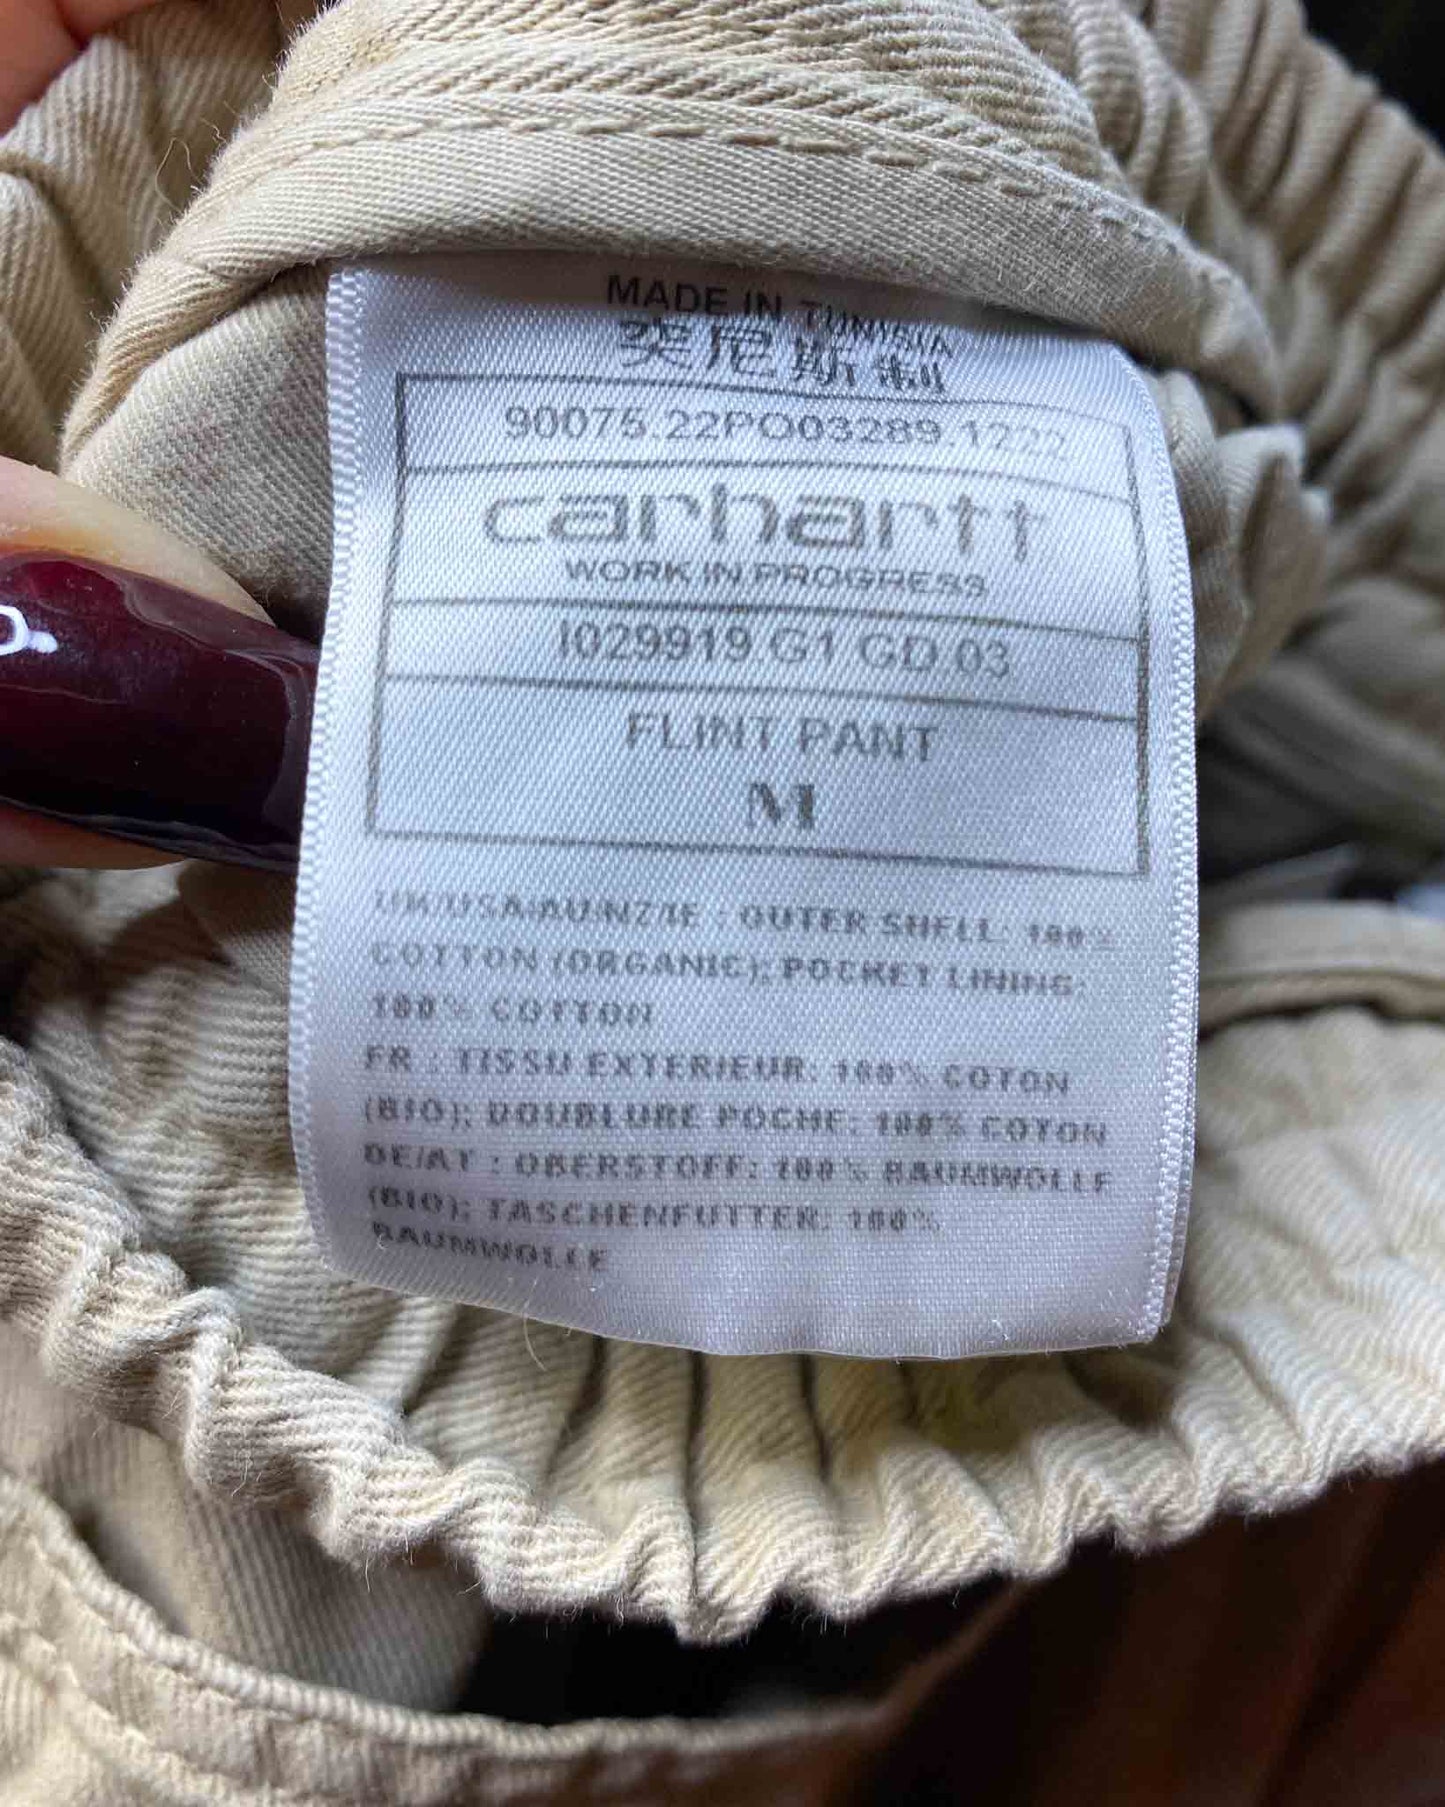 MADE IN TUNISIA
突尼斯 制
90075.22PO03289.1222
carhartt
WORK IN PROGRESS
I029919.G1.GD.03
FLINT PANT
M
UK/USA/AU/NZ/IE : OUTER SHELL: 100%
COTTON (ORGANIC); POCKET LINING:
100% COTTON
FR : TISSU EXTERIEUR: 100% COTON
(BIO); DOUBLURE POCHE: 100% COTON
DE/AT : OBERSTOFF: 100% BAUMWOLLE
(BIO); TASCHENFUTTER: 100%
BAUMWOLLE